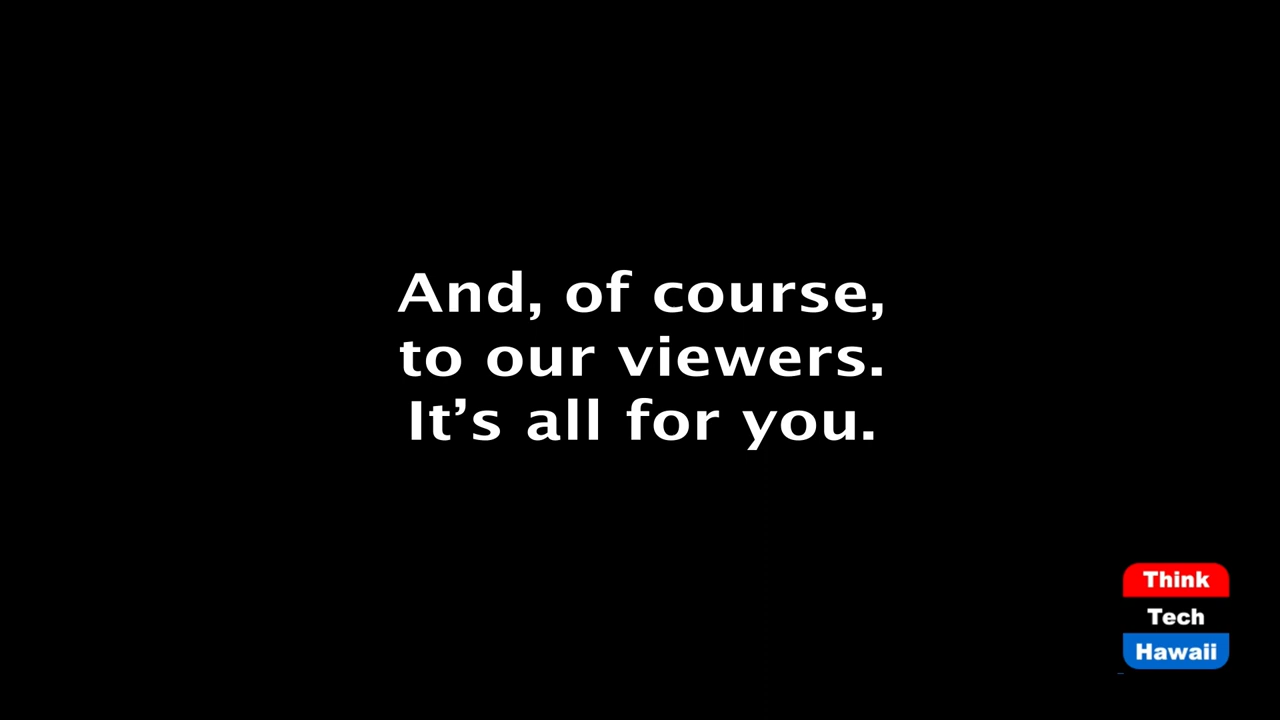 And, of course,
to our viewers.
It’s all for you.
Think
Tech
Hawaii